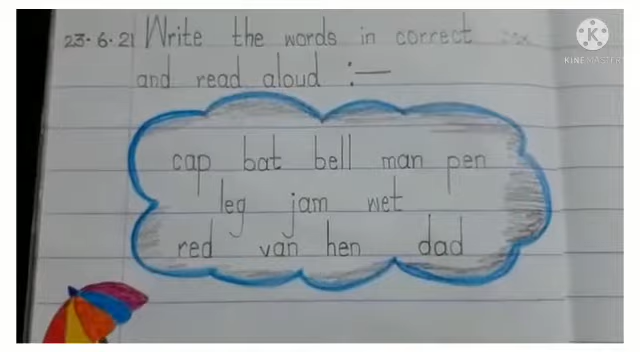 23.6.21 Write the words in correct
and read aloud :—
cap bat bell man pen
leg jam wet
red van hen dad
KINEMASTER